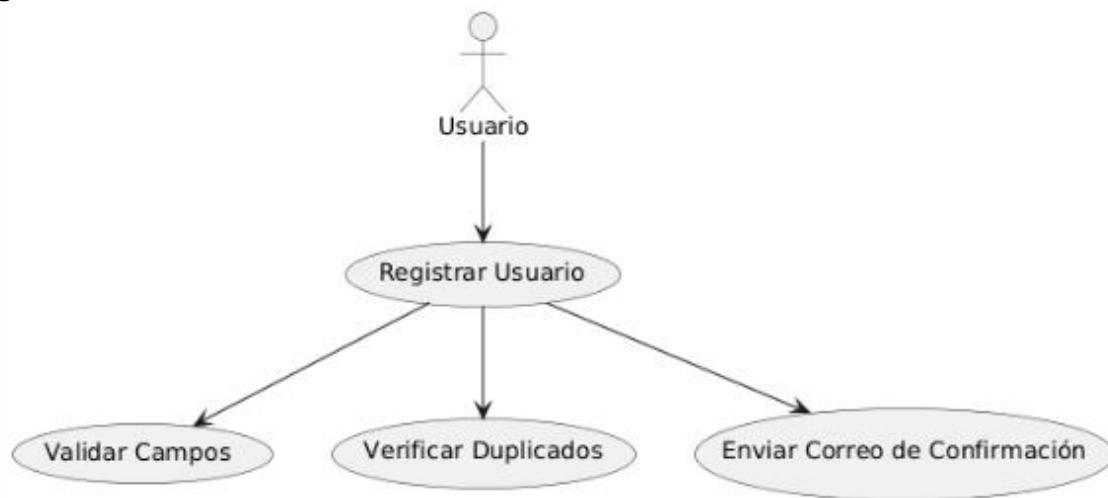 Usuario
Registrar Usuario
Validar Campos
Verificar Duplicados
Enviar Correo de Confirmación